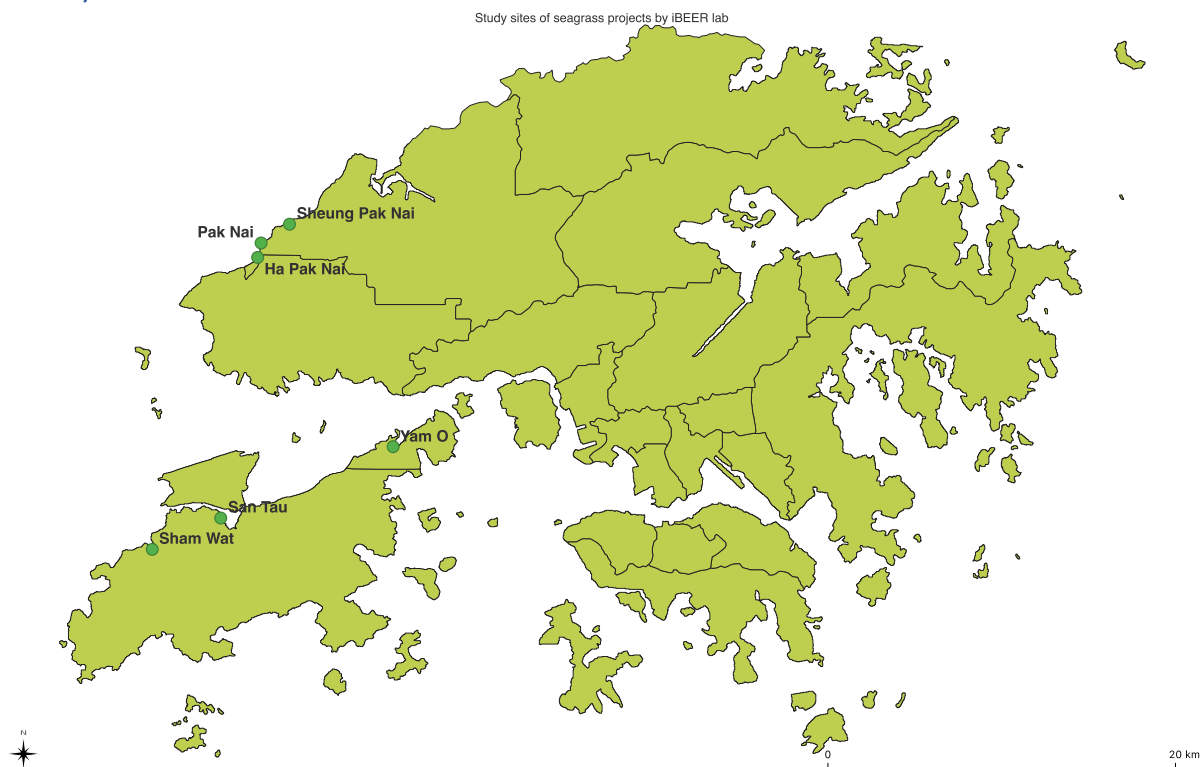 Study sites of seagrass projects by iBEER lab
Sheung Pak Nai
Pak Nai
Ha Pak Nai
Yam O
San Tau
Sham Wat
N
0
20 km